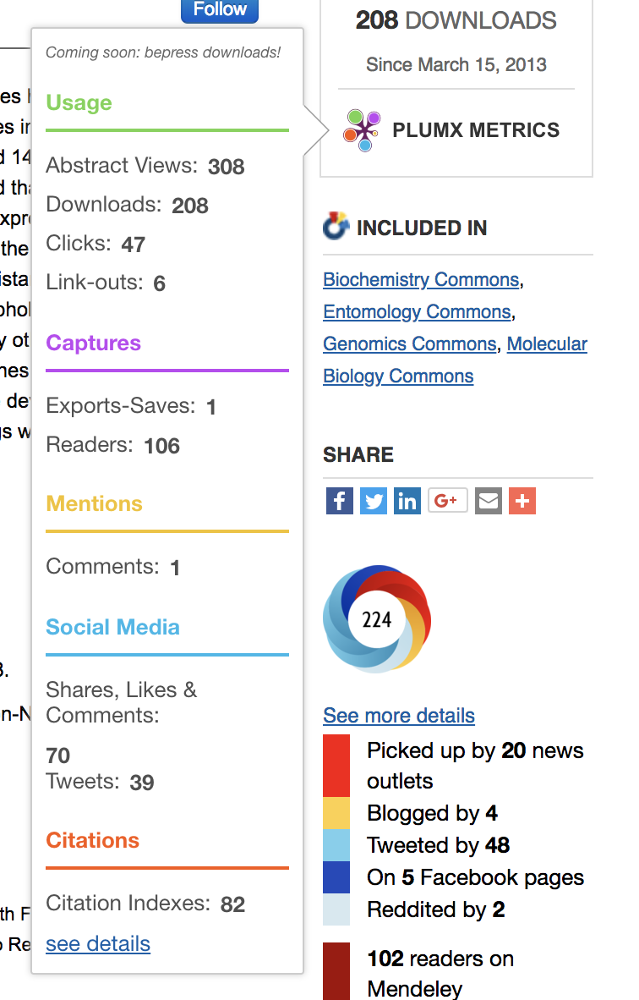 Follow
Coming soon: bepress downloads!
Usage
Abstract Views: 308
Downloads: 208
Clicks: 47
Link-outs: 6
Captures
Exports-Saves: 1
Readers: 106
Mentions
Comments: 1
Social Media
Shares, Likes &
Comments:
70
Tweets: 39
Citations
Citation Indexes: 82
see details
208 DOWNLOADS
Since March 15, 2013
PLUMX METRICS
INCLUDED IN
Biochemistry Commons,
Entomology Commons,
Genomics Commons, Molecular
Biology Commons
SHARE
f in G+ +
224
See more details
Picked up by 20 news
outlets
Blogged by 4
Tweeted by 48
On 5 Facebook pages
Reddited by 2
102 readers on
Mendeley